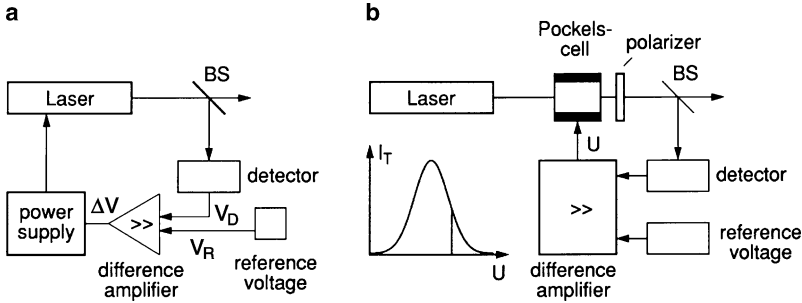 a
BS
Laser
detector
power
supply
ΔV
>>
V_D
V_R
difference
amplifier
reference
voltage
b
Pockels-
cell
polarizer
BS
Laser
U
I_T
U
>>
detector
reference
voltage
difference
amplifier